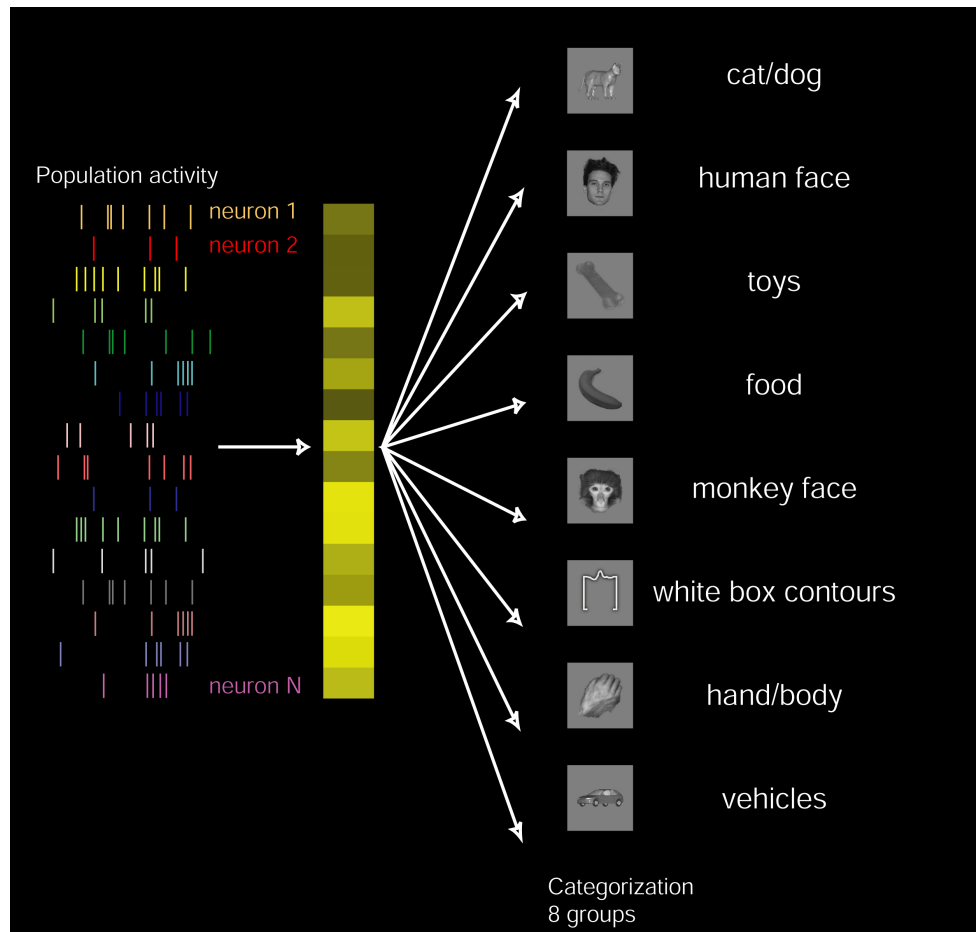 Population activity
neuron 1
neuron 2
neuron N
cat/dog
human face
toys
food
monkey face
white box contours
hand/body
vehicles
Categorization
8 groups